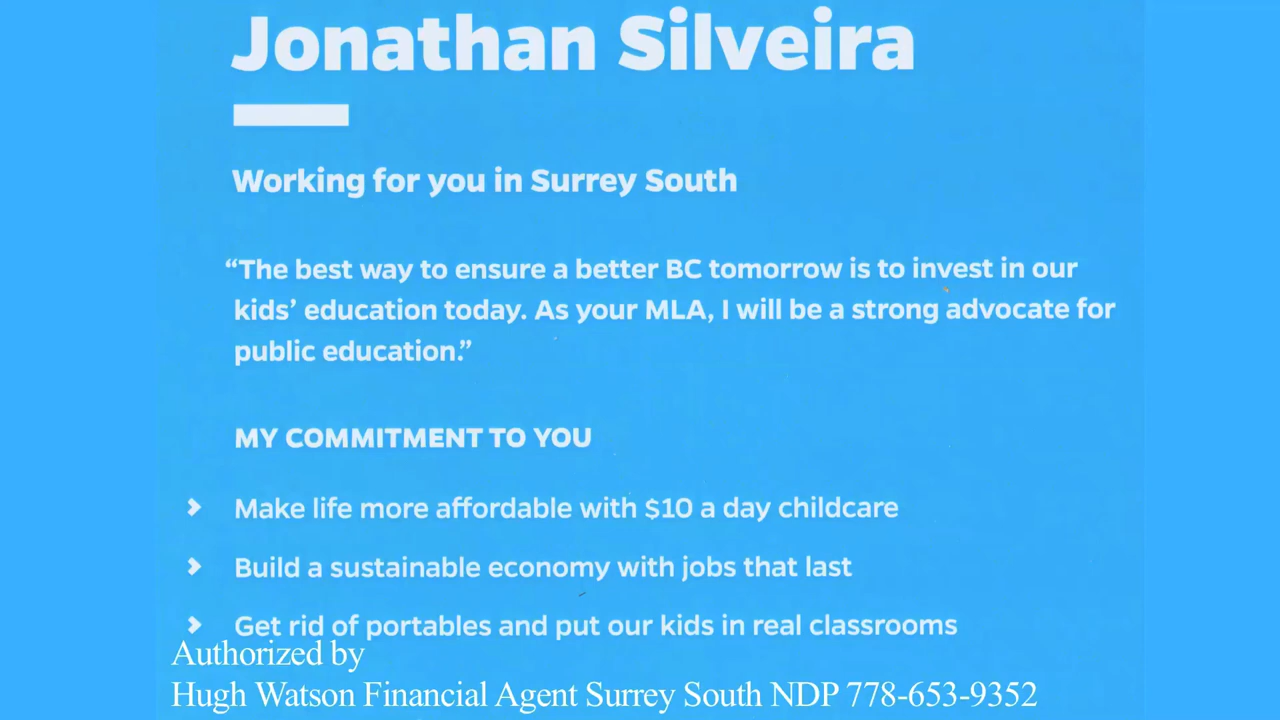 Jonathan Silveira
Working for you in Surrey South
“The best way to ensure a better BC tomorrow is to invest in our
kids’ education today. As your MLA, I will be a strong advocate for
public education.”
MY COMMITMENT TO YOU
Make life more affordable with $10 a day childcare
Build a sustainable economy with jobs that last
Get rid of portables and put our kids in real classrooms
Authorized by
Hugh Watson Financial Agent Surrey South NDP 778-653-9352